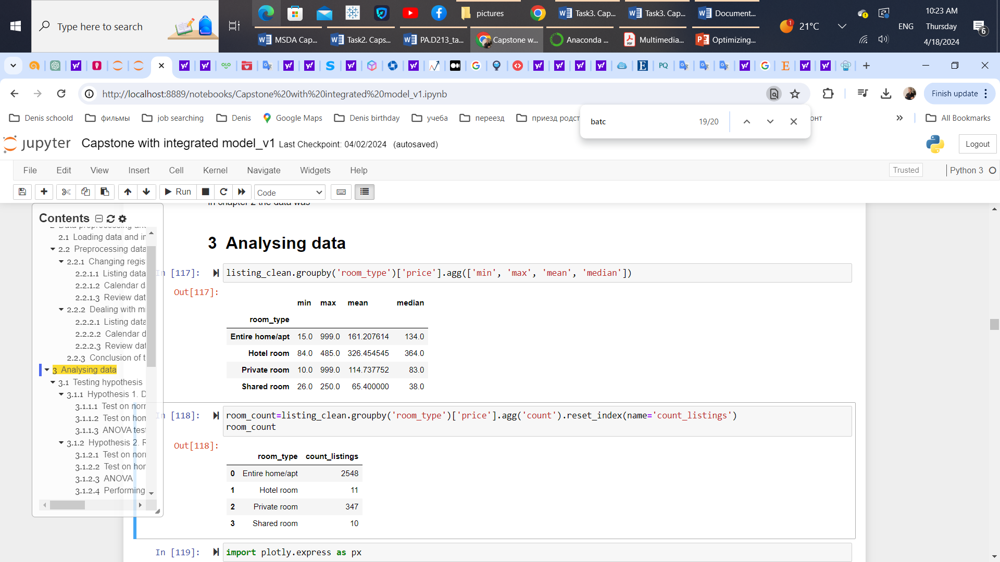 Type here to search
pictures
Task3. Cap...
Task3. Cap...
Document...
1
21°C
ENG
10:23 AM
Thursday
4/18/2024
6
MSDA Cap...
Task2. Caps...
PA.D213_ta...
Capstone w...
Anaconda ...
Multimedia...
Optimizing...
http://localhost:8889/notebooks/Capstone%20with%20integrated%20model_v1.ipynb
Finish update
Denis schoold
фильмы
job searching
Denis
Google Maps
Denis birthday
учеба
переезд
приезд родст
онт
All Bookmarks
batc
19/20
jupyter
Capstone with integrated model_v1 Last Checkpoint: 04/02/2024 (autosaved)
Logout
File
Edit
View
Insert
Cell
Kernel
Navigate
Widgets
Help
Trusted
Python 3
Run
Code
In chapter 2 the data was
Contents
2.1 Loading data and in
2.2 Preprocessing data
2.2.1 Changing regis
2.2.1.1 Listing data
2.2.1.2 Calendar d
2.2.1.3 Review dat
2.2.2 Dealing with m
2.2.2.1 Listing data
2.2.2.2 Calendar d
2.2.2.3 Review dat
2.2.3 Conclusion of t
3 Analysing data
3.1 Testing hypothesis
3.1.1 Hypothesis 1. D
3.1.1.1 Test on norr
3.1.1.2 Test on hom
3.1.1.3 ANOVA test
3.1.2 Hypothesis 2. F
3.1.2.1 Test on norr
3.1.2.2 Test on hor
3.1.2.3 ANOVA
3.1.2.4 Performing
3 Analysing data
In [117]:
listing_clean.groupby('room_type')['price'].agg(['min', 'max', 'mean', 'median'])
Out[117]:
min max mean median
room_type
Entire home/apt 15.0 999.0 161.207614 134.0
Hotel room 84.0 485.0 326.454545 364.0
Private room 10.0 999.0 114.737752 83.0
Shared room 26.0 250.0 65.400000 38.0
In [118]:
room_count=listing_clean.groupby('room_type')['price'].agg('count').reset_index(name='count_listings')
room_count
Out[118]:
room_type count_listings
0 Entire home/apt 2548
1 Hotel room 11
2 Private room 347
3 Shared room 10
In [119]:
import plotly.express as px